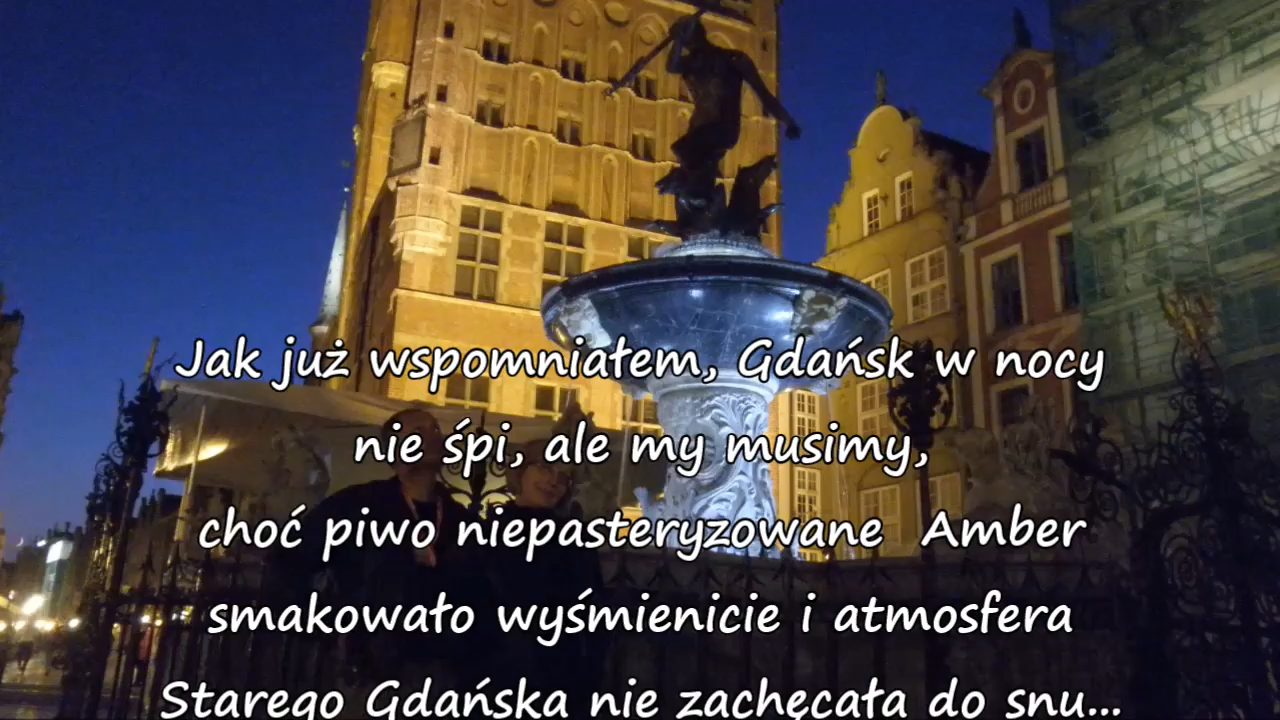 Jak już wspomniałem, Gdańsk w nocy
nie śpi, ale my musimy,
choć piwo niepasteryzowane  Amber
smakowało wyśmienicie i atmosfera
Starego Gdańska nie zachęcała do snu...